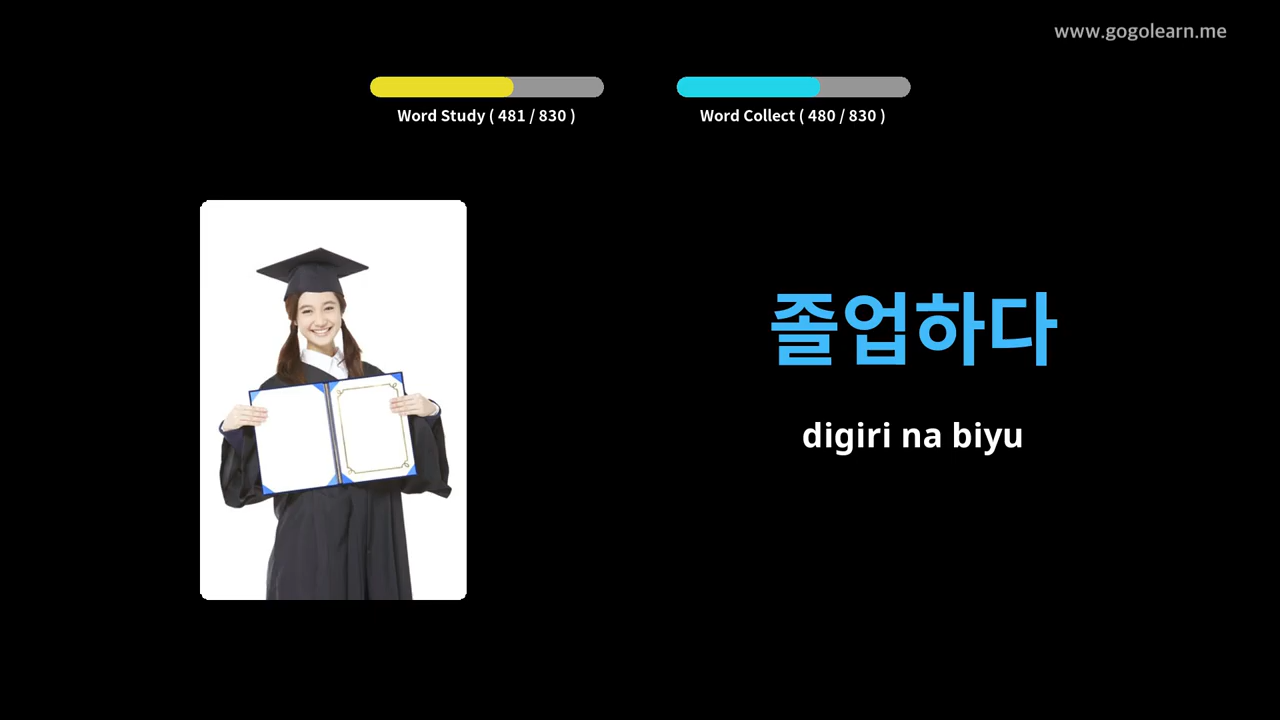 www.gogolearn.me
Word Study ( 481 / 830 )
Word Collect ( 480 / 830 )
졸업하다
digiri na biyu